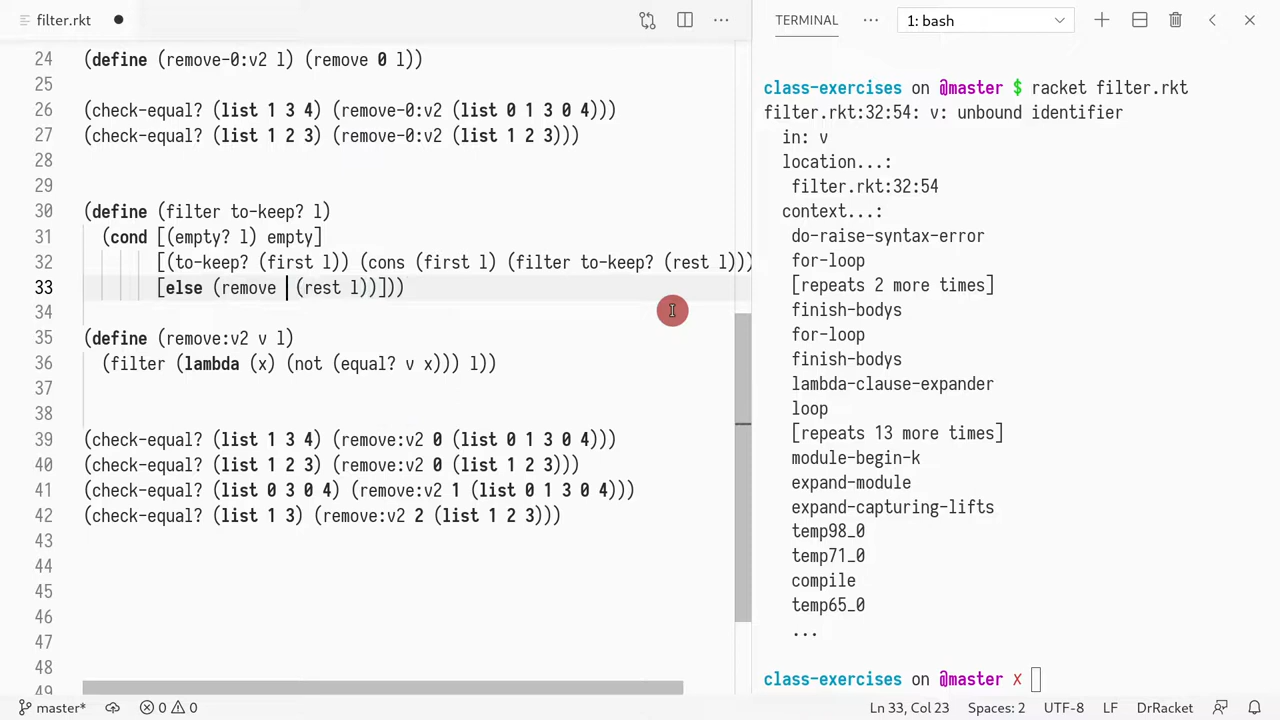 filter.rkt
TERMINAL
1: bash
24 (define (remove-0:v2 l) (remove 0 l))
25
26 (check-equal? (list 1 3 4) (remove-0:v2 (list 0 1 3 0 4)))
27 (check-equal? (list 1 2 3) (remove-0:v2 (list 1 2 3)))
28
29
30 (define (filter to-keep? l)
31 (cond [(empty? l) empty]
32 [(to-keep? (first l)) (cons (first l) (filter to-keep? (rest l)))
33 [else (remove (rest l))]))
34
35 (define (remove:v2 v l)
36 (filter (lambda (x) (not (equal? v x))) l))
37
38
39 (check-equal? (list 1 3 4) (remove:v2 0 (list 0 1 3 0 4)))
40 (check-equal? (list 1 2 3) (remove:v2 0 (list 1 2 3)))
41 (check-equal? (list 0 3 0 4) (remove:v2 1 (list 0 1 3 0 4)))
42 (check-equal? (list 1 3) (remove:v2 2 (list 1 2 3)))
43
44
45
46
47
48
49
class-exercises on @master $ racket filter.rkt
filter.rkt:32:54: v: unbound identifier
in: v
location...:
filter.rkt:32:54
context...:
do-raise-syntax-error
for-loop
[repeats 2 more times]
finish-bodys
for-loop
finish-bodys
lambda-clause-expander
loop
[repeats 13 more times]
module-begin-k
expand-module
expand-capturing-lifts
temp98_0
temp71_0
compile
temp65_0
...
class-exercises on @master ✗
master* 0 0 Ln 33, Col 23 Spaces: 2 UTF-8 LF DrRacket